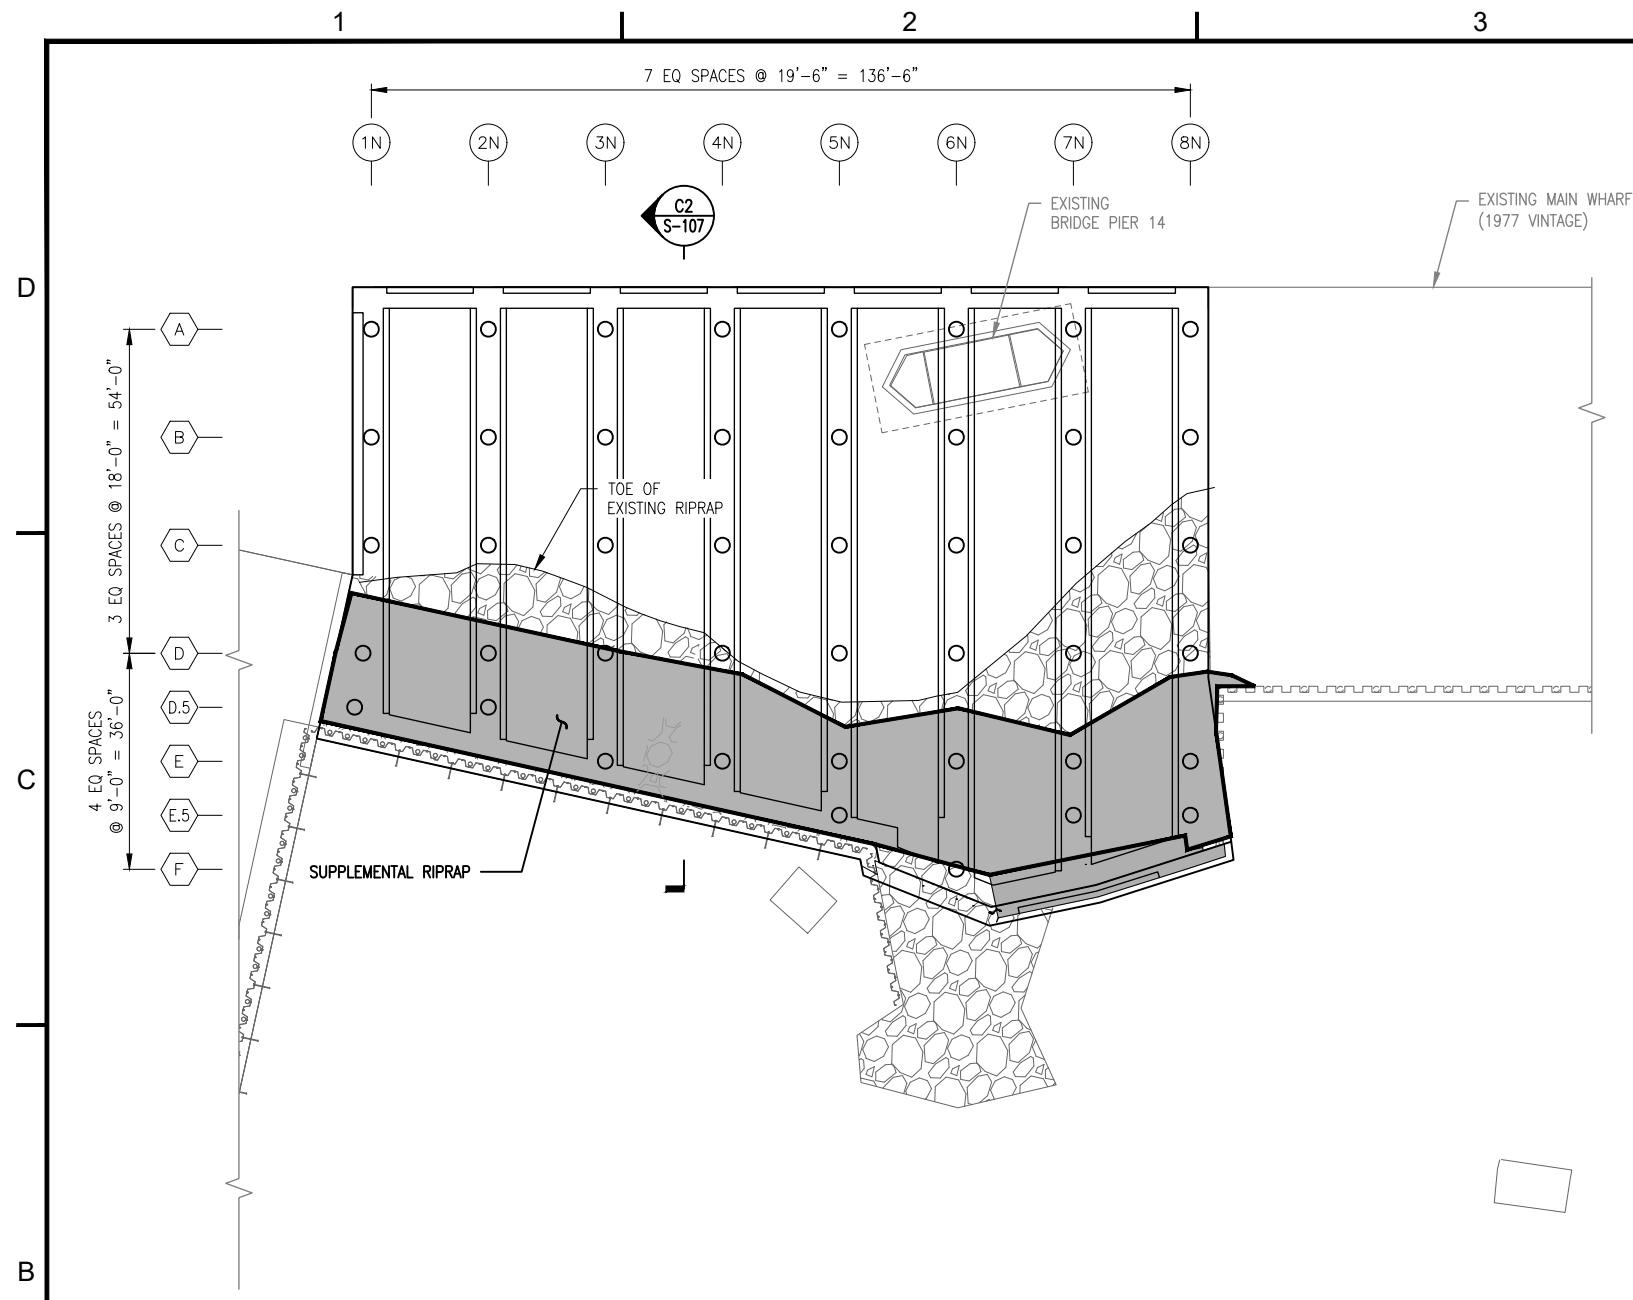 1
2
3
7 EQ SPACES @ 19'-6" = 136'-6"
1N
2N
3N
4N
5N
6N
7N
8N
C2
S-107
EXISTING
BRIDGE PIER 14
EXISTING MAIN WHARF
(1977 VINTAGE)
D
A
B
C
D
D.5
E
E.5
F
3 EQ SPACES @ 18'-0" = 54'-0"
4 EQ SPACES
@ 9'-0" = 36'-0"
TOE OF
EXISTING RIPRAP
C
SUPPLEMENTAL RIPRAP
B